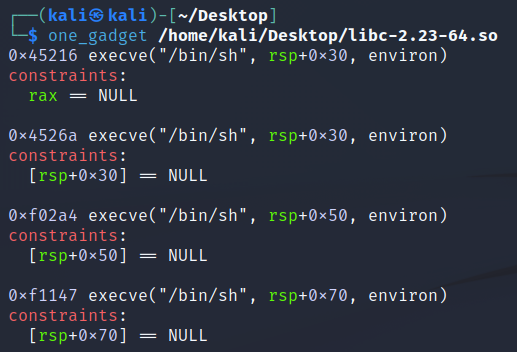 ┌──(kali㉿kali)-[~/Desktop]
└─$ one_gadget /home/kali/Desktop/libc-2.23-64.so
0×45216 execve("/bin/sh", rsp+0×30, environ)
constraints:
  rax == NULL

0×4526a execve("/bin/sh", rsp+0×30, environ)
constraints:
  [rsp+0×30] == NULL

0×f02a4 execve("/bin/sh", rsp+0×50, environ)
constraints:
  [rsp+0×50] == NULL

0×f1147 execve("/bin/sh", rsp+0×70, environ)
constraints:
  [rsp+0×70] == NULL